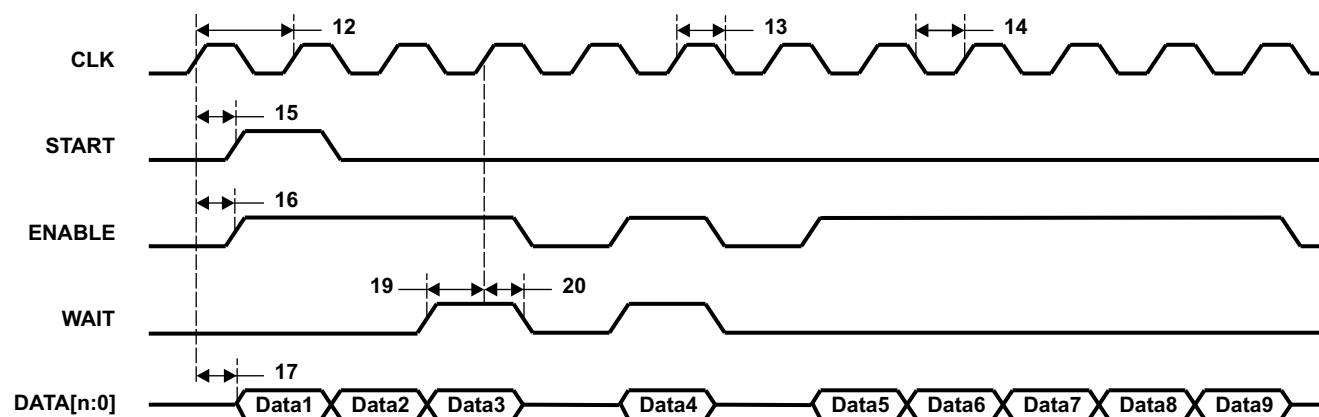 12 13 14
CLK
15
START
16
ENABLE
19 20
WAIT
17
DATA[n:0] Data1 Data2 Data3 Data4 Data5 Data6 Data7 Data8 Data9